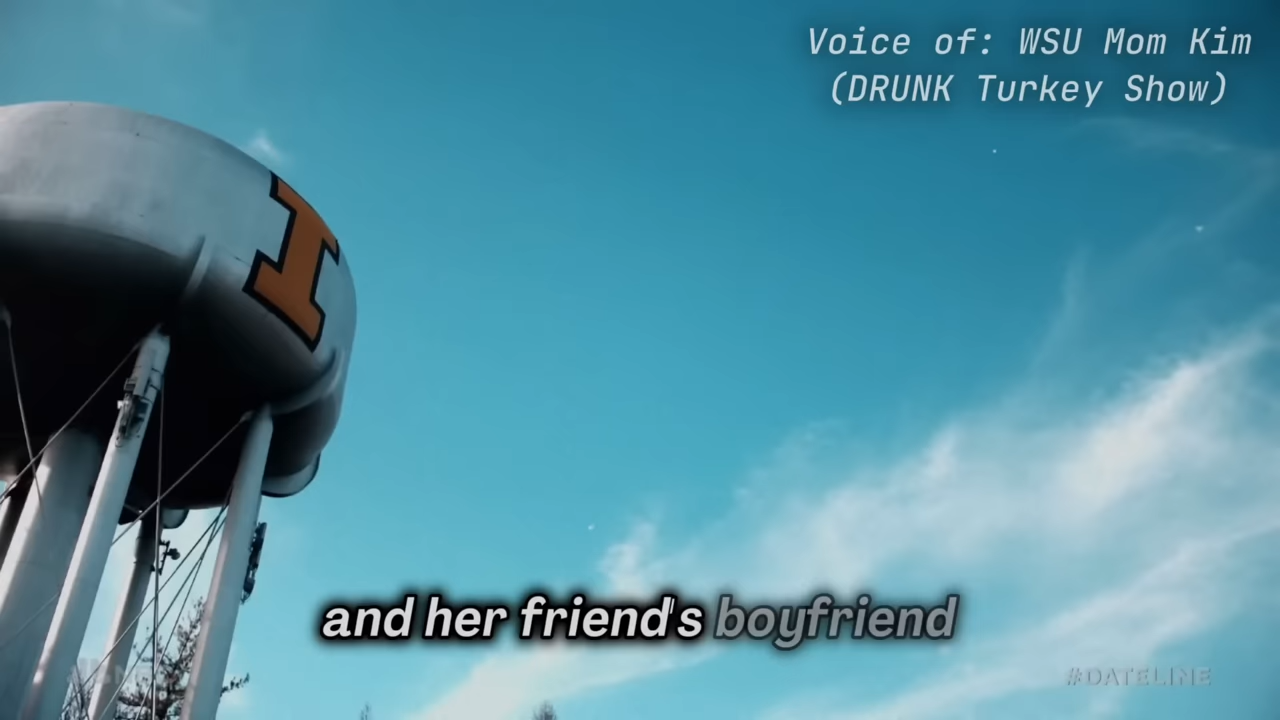 Voice of: WSU Mom Kim
(DRUNK Turkey Show)
I
and her friend's boyfriend
#DATELINE